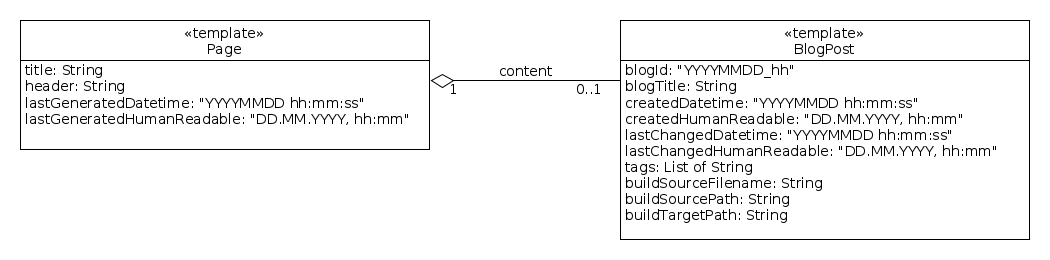 «template»
Page
title: String
header: String
lastGeneratedDatetime: "YYYYMMDD hh:mm:ss"
lastGeneratedHumanReadable: "DD.MM.YYYY, hh:mm"
content
1
0..1
«template»
BlogPost
blogId: "YYYYMMDD_hh"
blogTitle: String
createdDatetime: "YYYYMMDD hh:mm:ss"
createdHumanReadable: "DD.MM.YYYY, hh:mm"
lastChangedDatetime: "YYYYMMDD hh:mm:ss"
lastChangedHumanReadable: "DD.MM.YYYY, hh:mm"
tags: List of String
buildSourceFilename: String
buildSourcePath: String
buildTargetPath: String